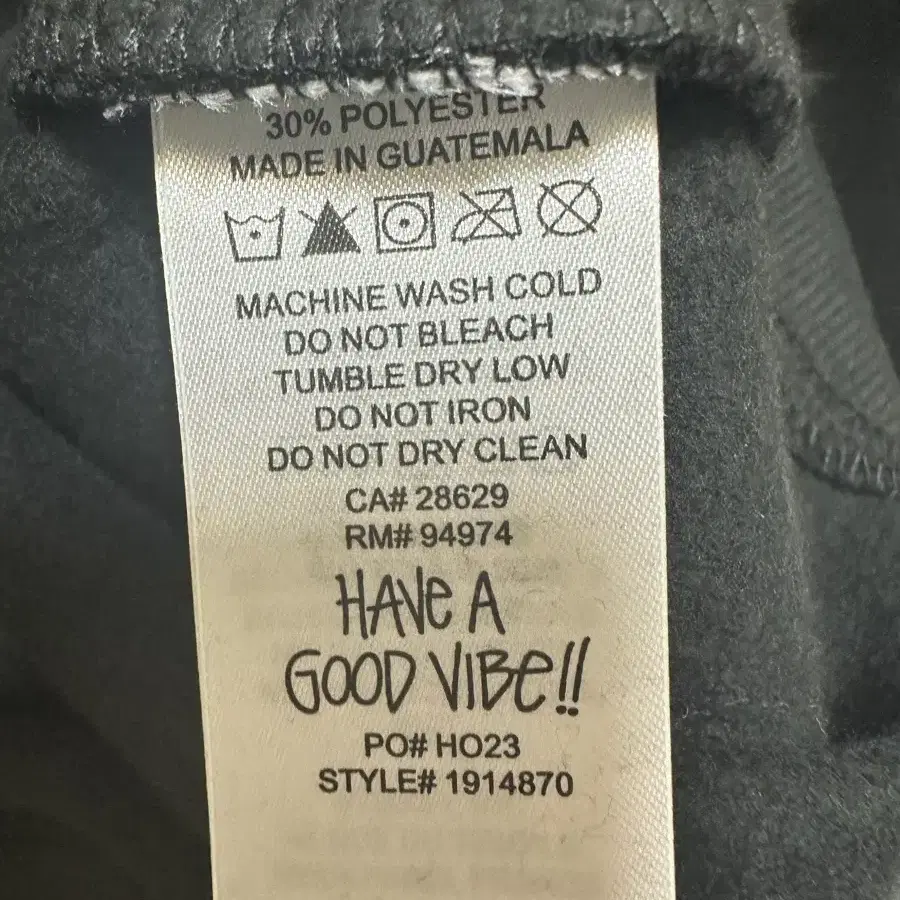 30% POLYESTER
MADE IN GUATEMALA
MACHINE WASH COLD
DO NOT BLEACH
TUMBLE DRY LOW
DO NOT IRON
DO NOT DRY CLEAN
CA# 28629
RM# 94974
HAVe A
GOOD VIBe!!
PO# HO23
STYLE# 1914870